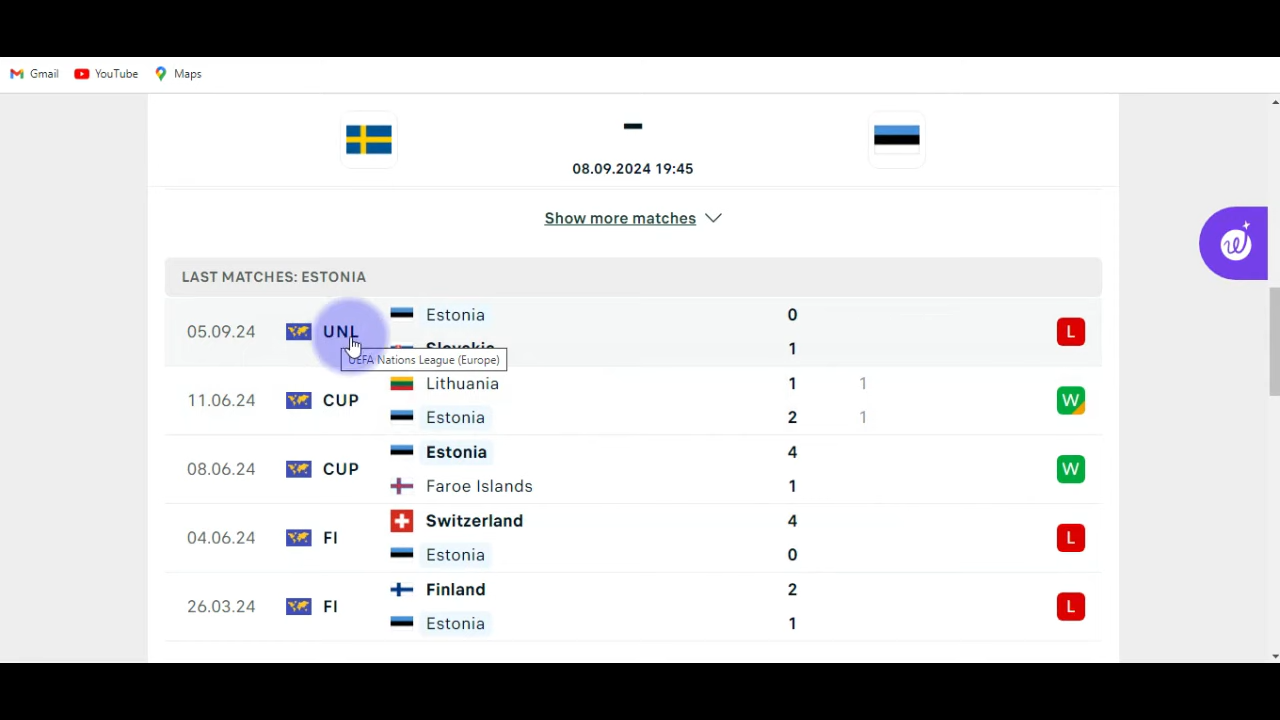 Gmail YouTube Maps
08.09.2024 19:45
Show more matches
LAST MATCHES: ESTONIA
05.09.24 UNL Estonia 0 L
Slovakia 1
UEFA Nations League (Europe)
11.06.24 CUP Lithuania 1 1 W
Estonia 2 1
08.06.24 CUP Estonia 4 W
Faroe Islands 1
04.06.24 FI Switzerland 4 L
Estonia 0
26.03.24 FI Finland 2 L
Estonia 1